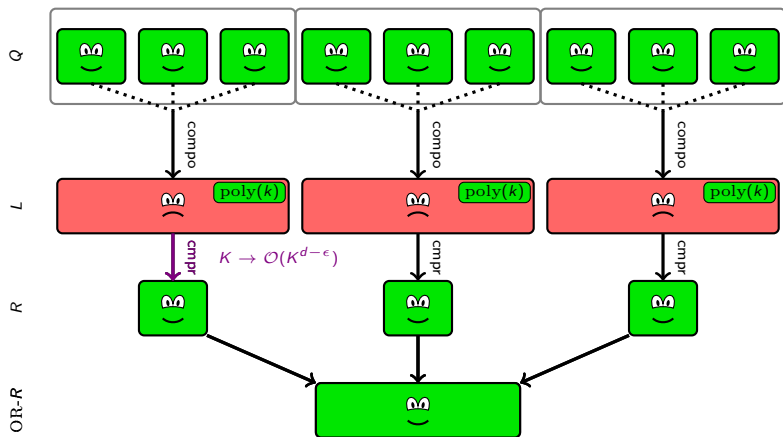 Q
compo compo compo
L
poly(k) poly(k) poly(k)
cmpr K → O(K^{d−ϵ}) cmpr cmpr
R
OR-R